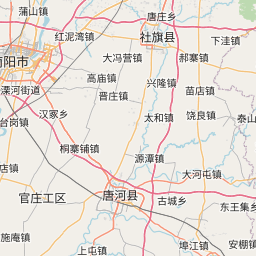 蒲山镇
唐庄乡
红泥湾镇
社旗县
下洼镇
阳市
大冯营镇
郝寨镇
高庙镇
兴隆镇
溧河街道
晋庄镇
苗店镇
汉冢乡
太和镇
饶良镇
台岗镇
泰山
桐寨铺镇
源潭镇
店镇
大河屯镇
官庄工区
唐河县
古城乡
东王集乡
施庵镇
上屯镇
埠江镇
安棚镇